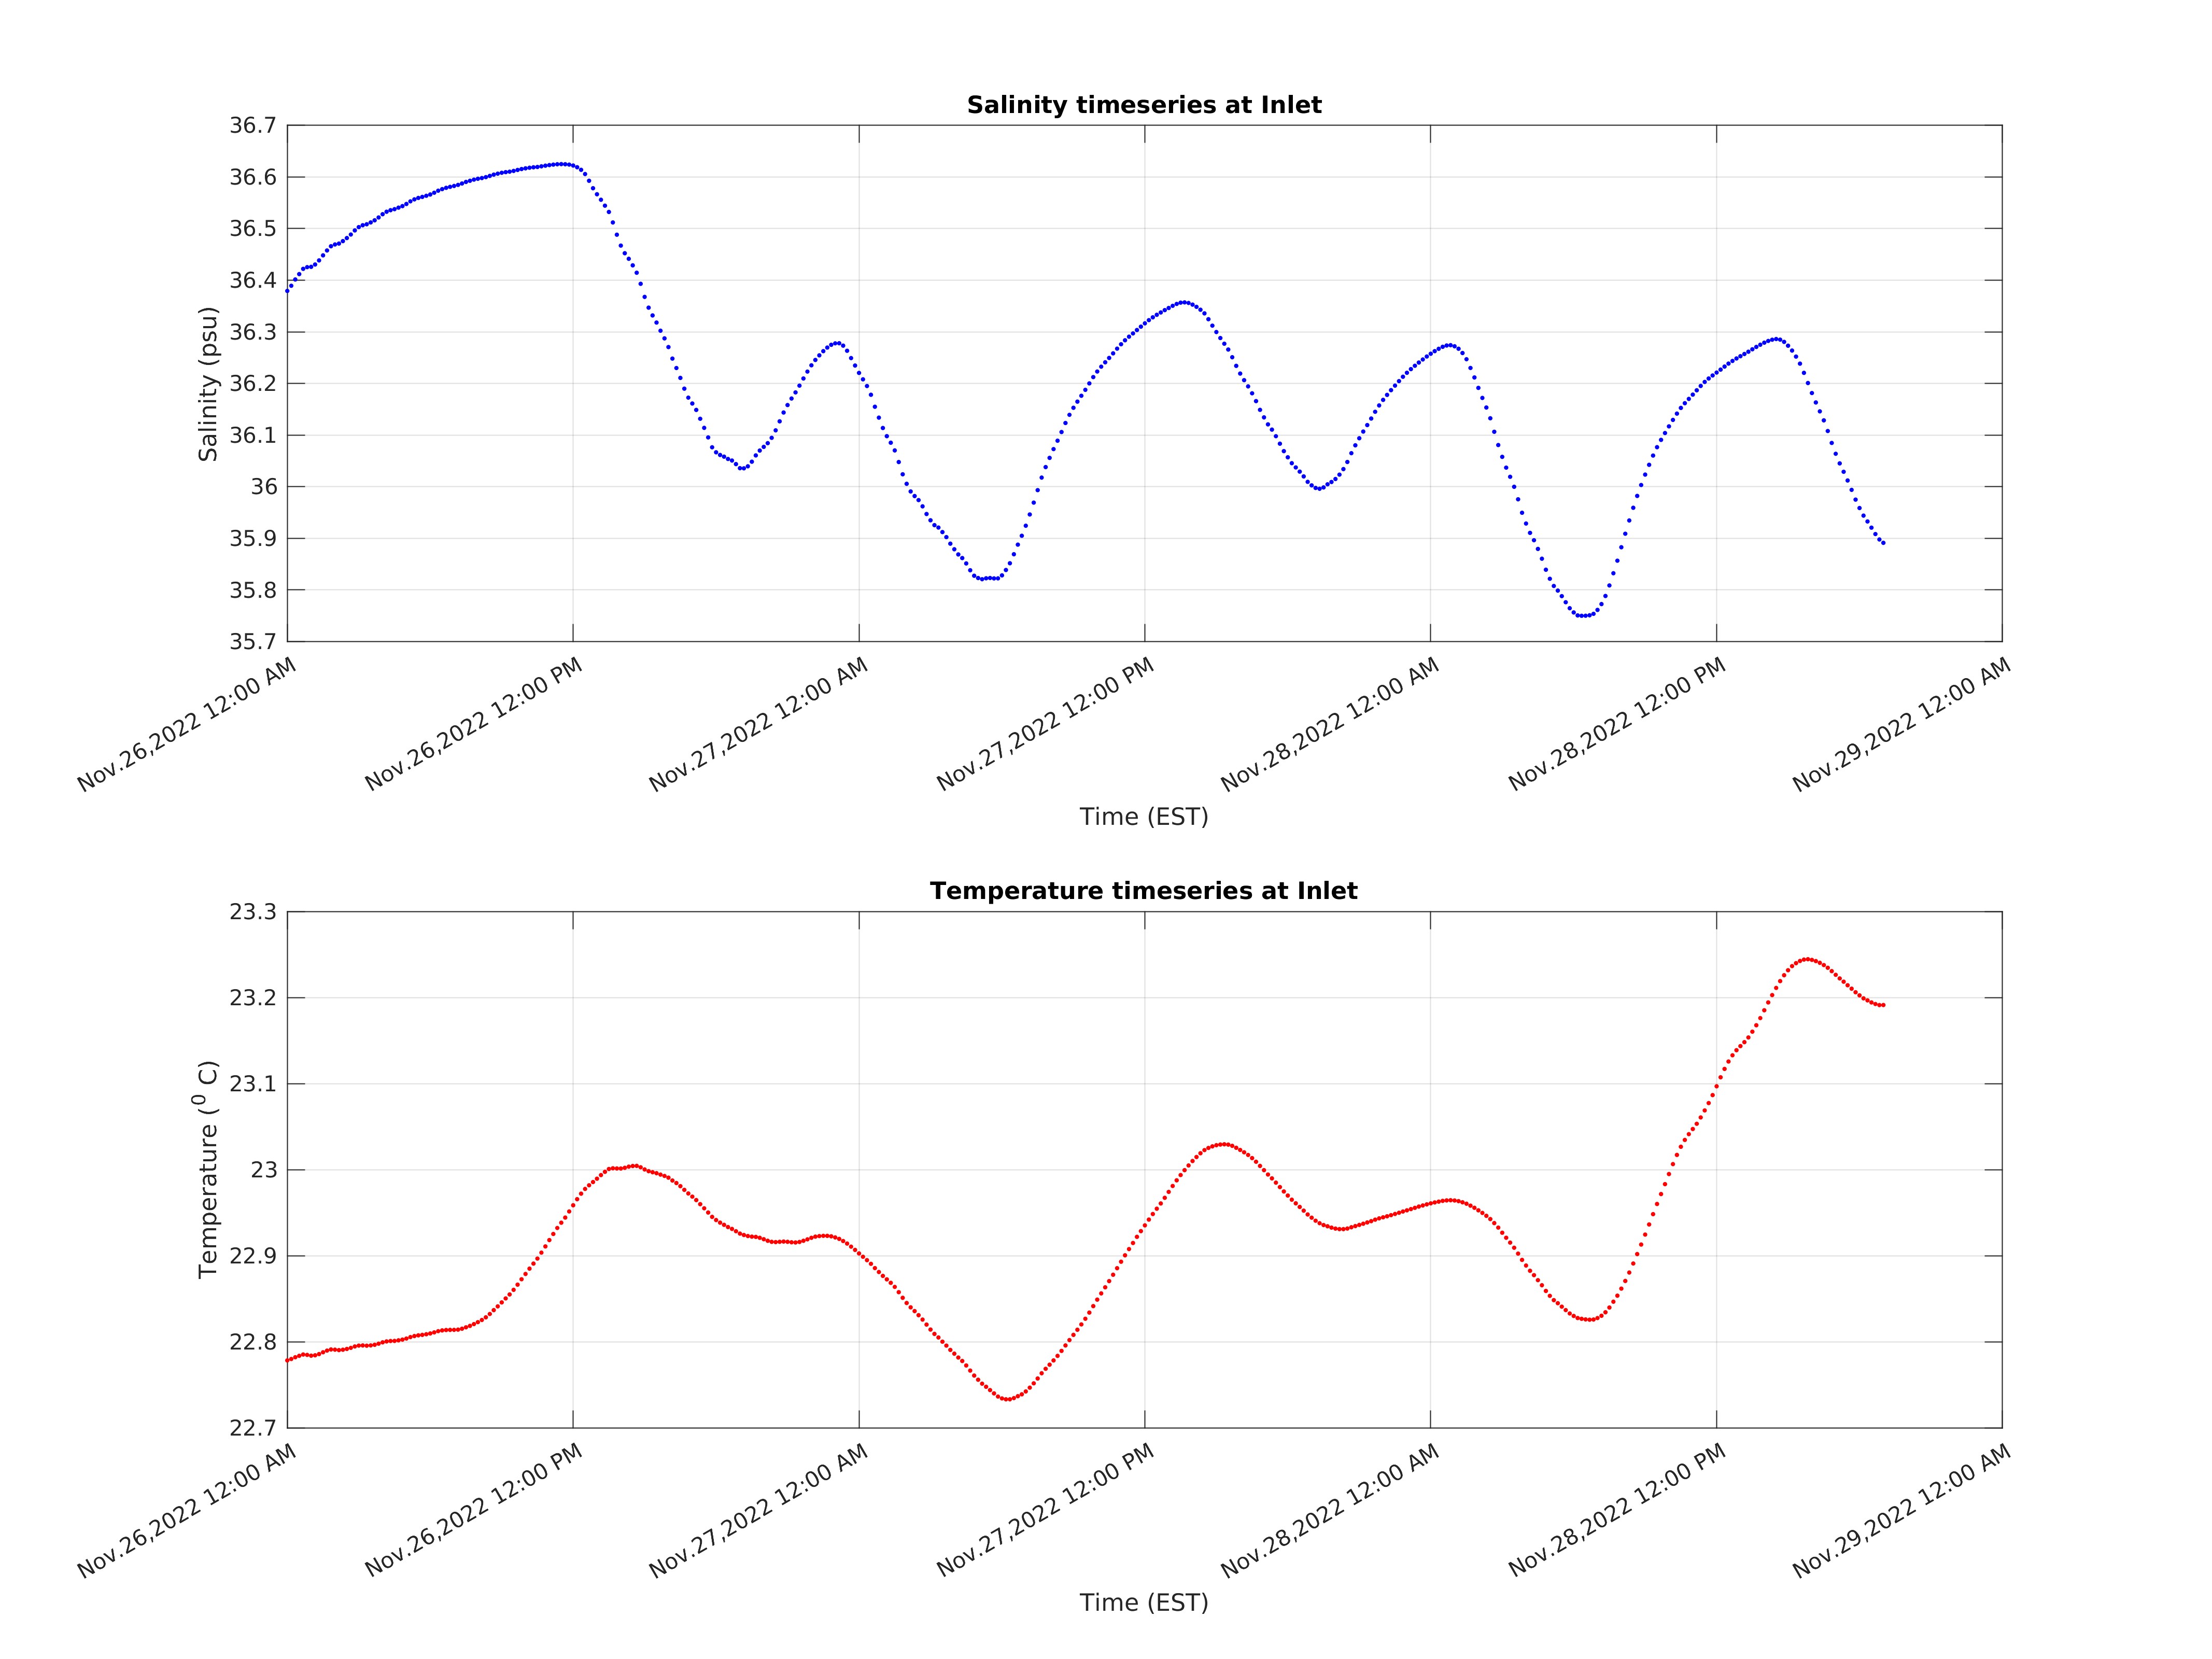 Salinity timeseries at Inlet
36.7
36.6
36.5
36.4
36.3
36.2
36.1
36
35.9
35.8
35.7
Salinity (psu)
Nov.26,2022 12:00 AM
Nov.26,2022 12:00 PM
Nov.27,2022 12:00 AM
Nov.27,2022 12:00 PM
Nov.28,2022 12:00 AM
Nov.28,2022 12:00 PM
Nov.29,2022 12:00 AM
Time (EST)
Temperature timeseries at Inlet
23.3
23.2
23.1
23
22.9
22.8
22.7
Temperature (⁰ C)
Nov.26,2022 12:00 AM
Nov.26,2022 12:00 PM
Nov.27,2022 12:00 AM
Nov.27,2022 12:00 PM
Nov.28,2022 12:00 AM
Nov.28,2022 12:00 PM
Nov.29,2022 12:00 AM
Time (EST)